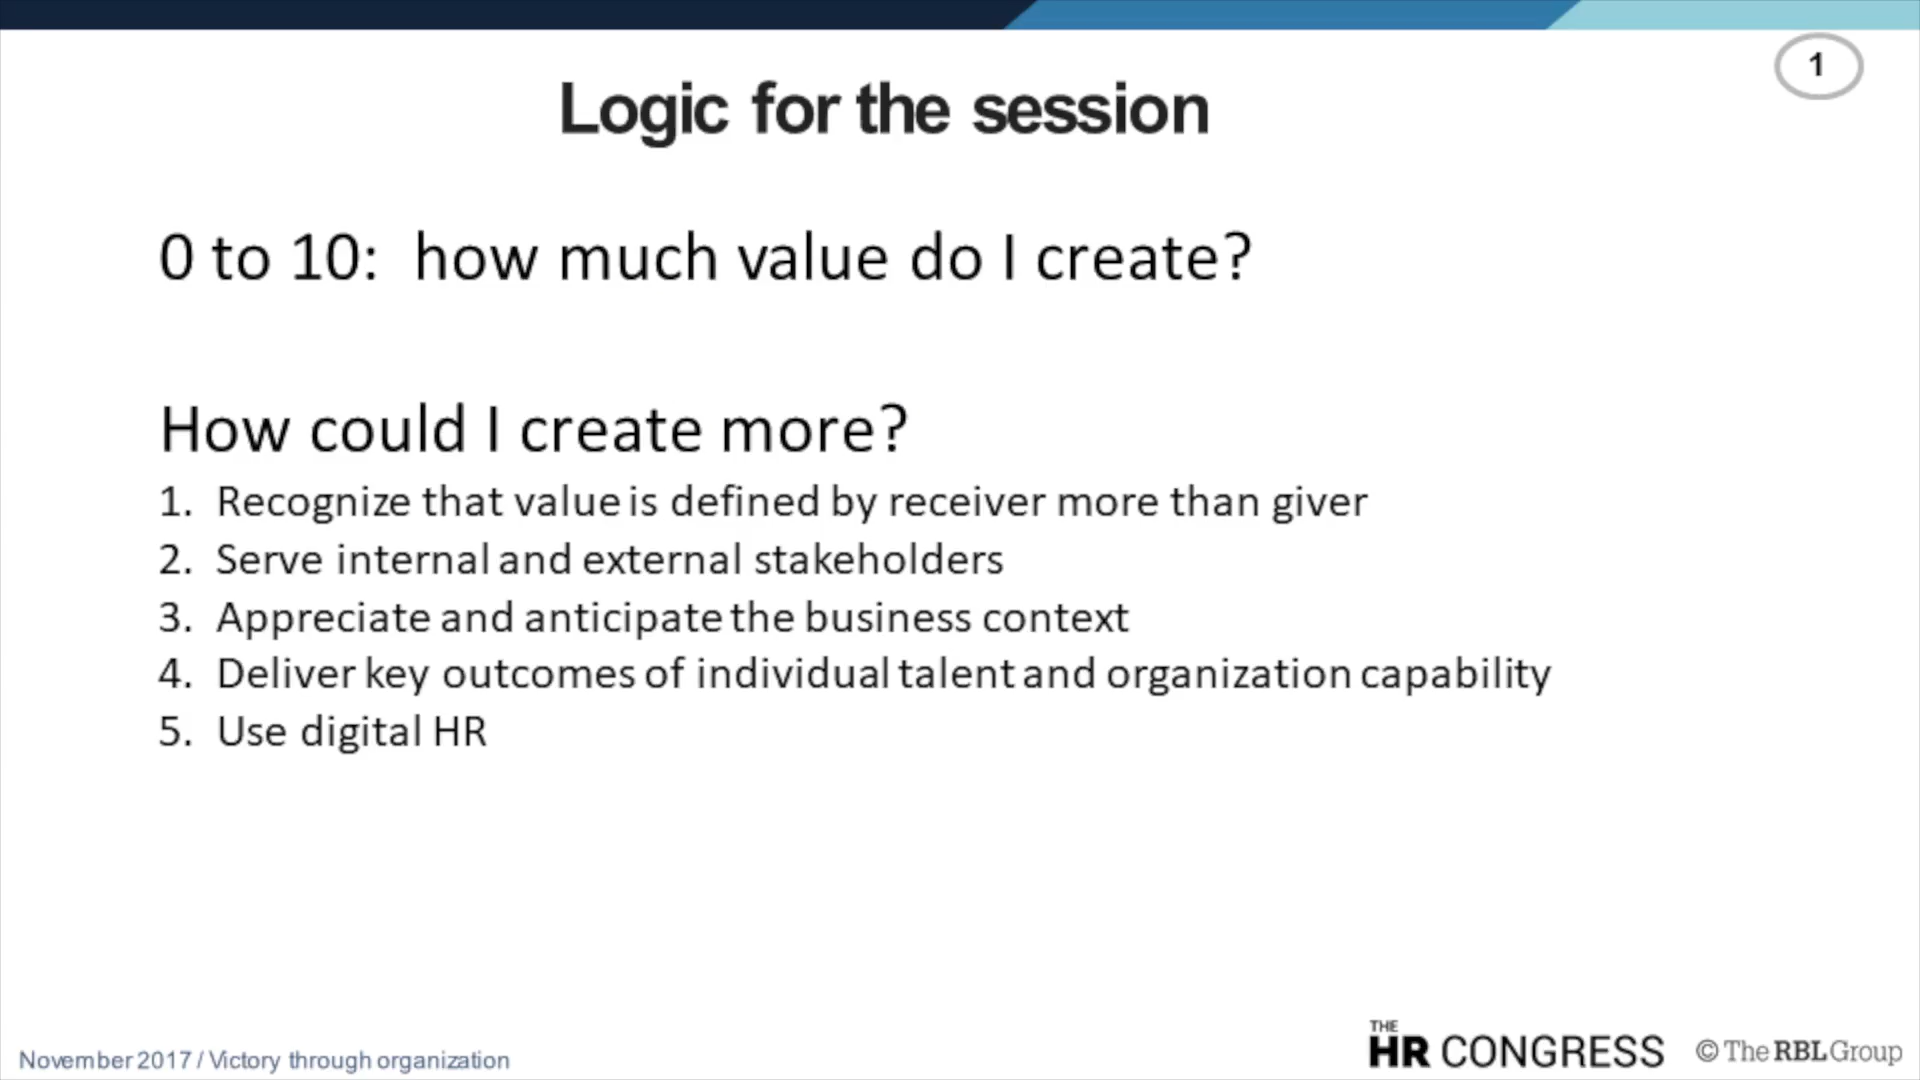 1
Logic for the session
0 to 10: how much value do I create?
How could I create more?
1. Recognize that value is defined by receiver more than giver
2. Serve internal and external stakeholders
3. Appreciate and anticipate the business context
4. Deliver key outcomes of individual talent and organization capability
5. Use digital HR
November 2017 / Victory through organization
THE
HR CONGRESS
© The RBL Group